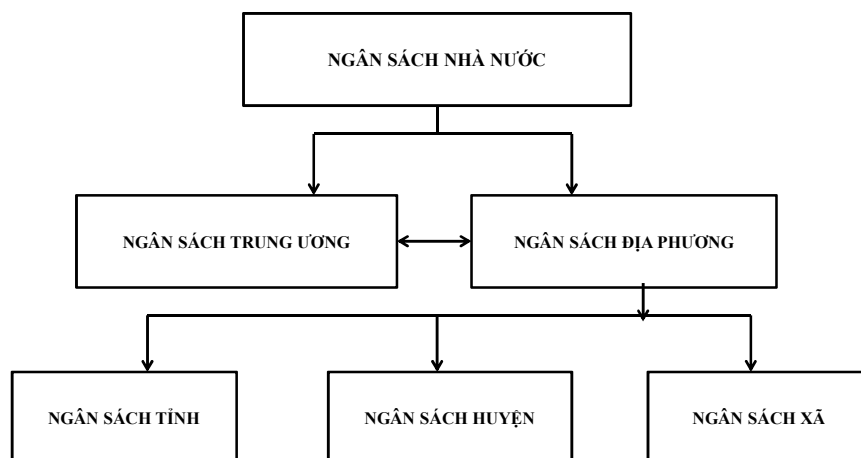 NGÂN SÁCH NHÀ NƯỚC
NGÂN SÁCH TRUNG ƯƠNG
NGÂN SÁCH ĐỊA PHƯƠNG
NGÂN SÁCH TỈNH
NGÂN SÁCH HUYỆN
NGÂN SÁCH XÃ